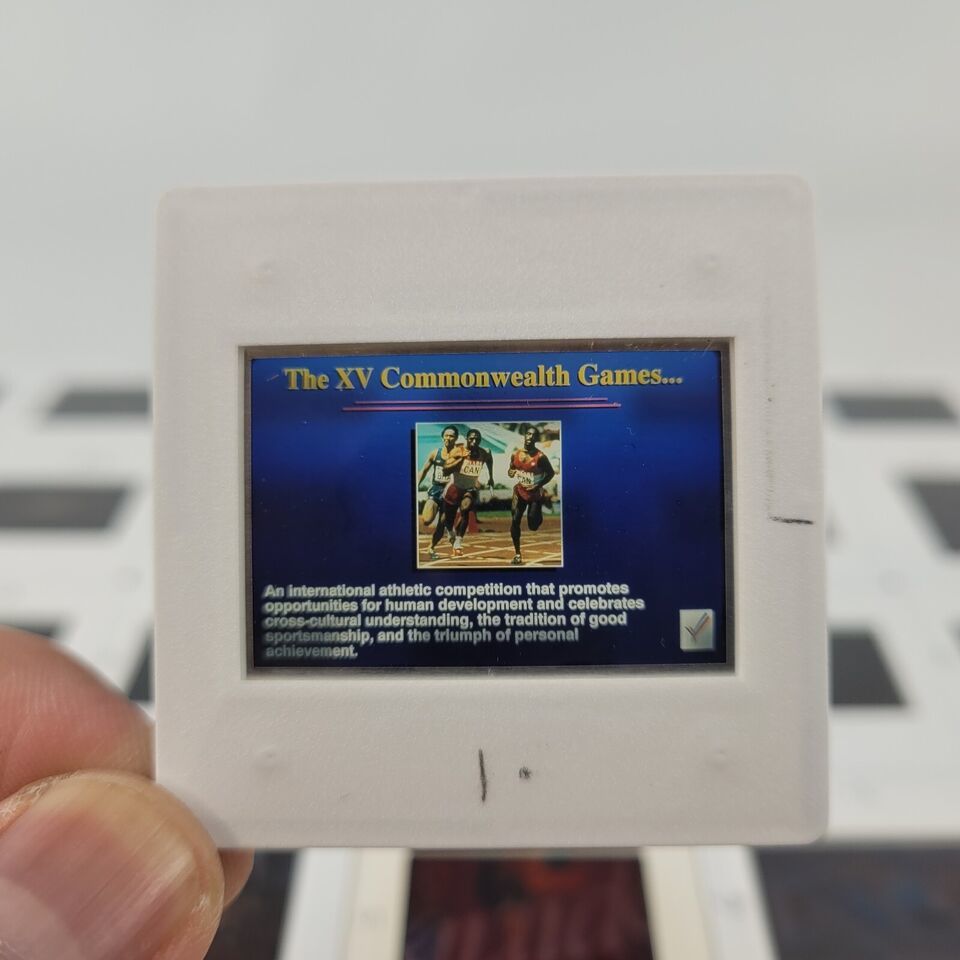 The XV Commonwealth Games...
CAN
An international athletic competition that promotes
opportunities for human development and celebrates
cross-cultural understanding, the tradition of good
sportsmanship, and the triumph of personal
achievement.